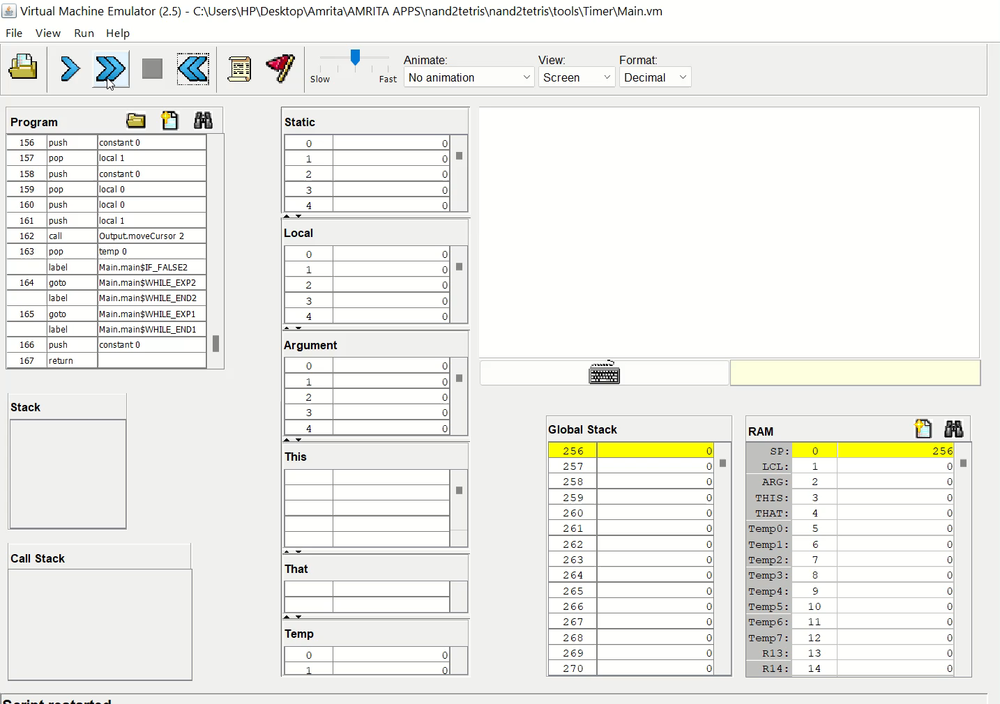 Virtual Machine Emulator (2.5) - C:\Users\HP\Desktop\Amrita\AMRITA APPS\nand2tetris\nand2tetris\tools\Timer\Main.vm
File View Run Help
Animate: View: Format:
Slow Fast No animation Screen Decimal
Program
156 push constant 0
157 pop local 1
158 push constant 0
159 pop local 0
160 push local 0
161 push local 1
162 call Output.moveCursor 2
163 pop temp 0
label Main.main$IF_FALSE2
164 goto Main.main$WHILE_EXP2
label Main.main$WHILE_END2
165 goto Main.main$WHILE_EXP1
label Main.main$WHILE_END1
166 push constant 0
167 return
Stack
Call Stack
Static
0 0
1 0
2 0
3 0
4 0
Local
0 0
1 0
2 0
3 0
4 0
Argument
0 0
1 0
2 0
3 0
4 0
This
That
Temp
0 0
1 0
Global Stack
256 0
257 0
258 0
259 0
260 0
261 0
262 0
263 0
264 0
265 0
266 0
267 0
268 0
269 0
270 0
RAM
SP: 0 256
LCL: 1 0
ARG: 2 0
THIS: 3 0
THAT: 4 0
Temp0: 5 0
Temp1: 6 0
Temp2: 7 0
Temp3: 8 0
Temp4: 9 0
Temp5: 10 0
Temp6: 11 0
Temp7: 12 0
R13: 13 0
R14: 14 0
Script restarted